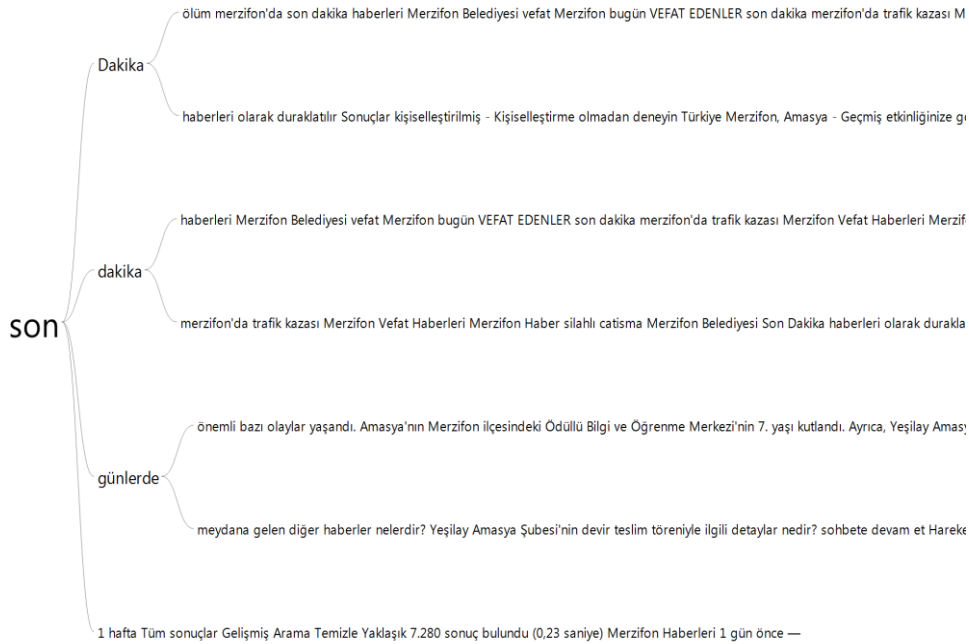 ölüm merzifon'da son dakika haberleri Merzifon Belediyesi vefat Merzifon bugün VEFAT EDENLER son dakika merzifon'da trafik kazası M
Dakika
haberleri olarak duraklatılır Sonuçlar kişiselleştirilmiş - Kişiselleştirme olmadan deneyin Türkiye Merzifon, Amasya - Geçmiş etkinliğinize g
haberleri Merzifon Belediyesi vefat Merzifon bugün VEFAT EDENLER son dakika merzifon'da trafik kazası Merzifon Vefat Haberleri Merzif
dakika
son
merzifon'da trafik kazası Merzifon Vefat Haberleri Merzifon Haber silahlı catisma Merzifon Belediyesi Son Dakika haberleri olarak durakla
önemli bazı olaylar yaşandı. Amasya'nın Merzifon ilçesindeki Ödüllü Bilgi ve Öğrenme Merkezi'nin 7. yaşı kutlandı. Ayrıca, Yeşilay Amasy
günlerde
meydana gelen diğer haberler nelerdir? Yeşilay Amasya Şubesi'nin devir teslim töreniyle ilgili detaylar nedir? sohbete devam et Hareke
1 hafta Tüm sonuçlar Gelişmiş Arama Temizle Yaklaşık 7.280 sonuç bulundu (0,23 saniye) Merzifon Haberleri 1 gün önce —